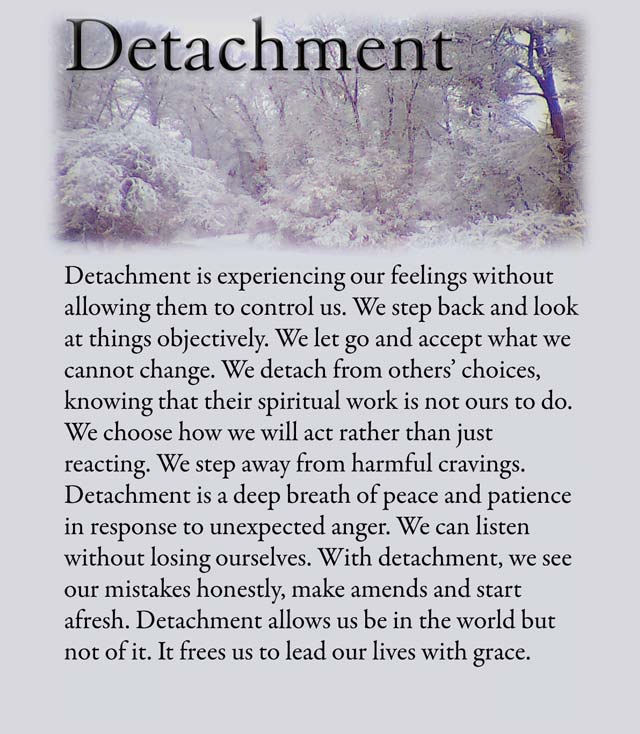 Detachment
Detachment is experiencing our feelings without
allowing them to control us. We step back and look
at things objectively. We let go and accept what we
cannot change. We detach from others’ choices,
knowing that their spiritual work is not ours to do.
We choose how we will act rather than just
reacting. We step away from harmful cravings.
Detachment is a deep breath of peace and patience
in response to unexpected anger. We can listen
without losing ourselves. With detachment, we see
our mistakes honestly, make amends and start
afresh. Detachment allows us be in the world but
not of it. It frees us to lead our lives with grace.